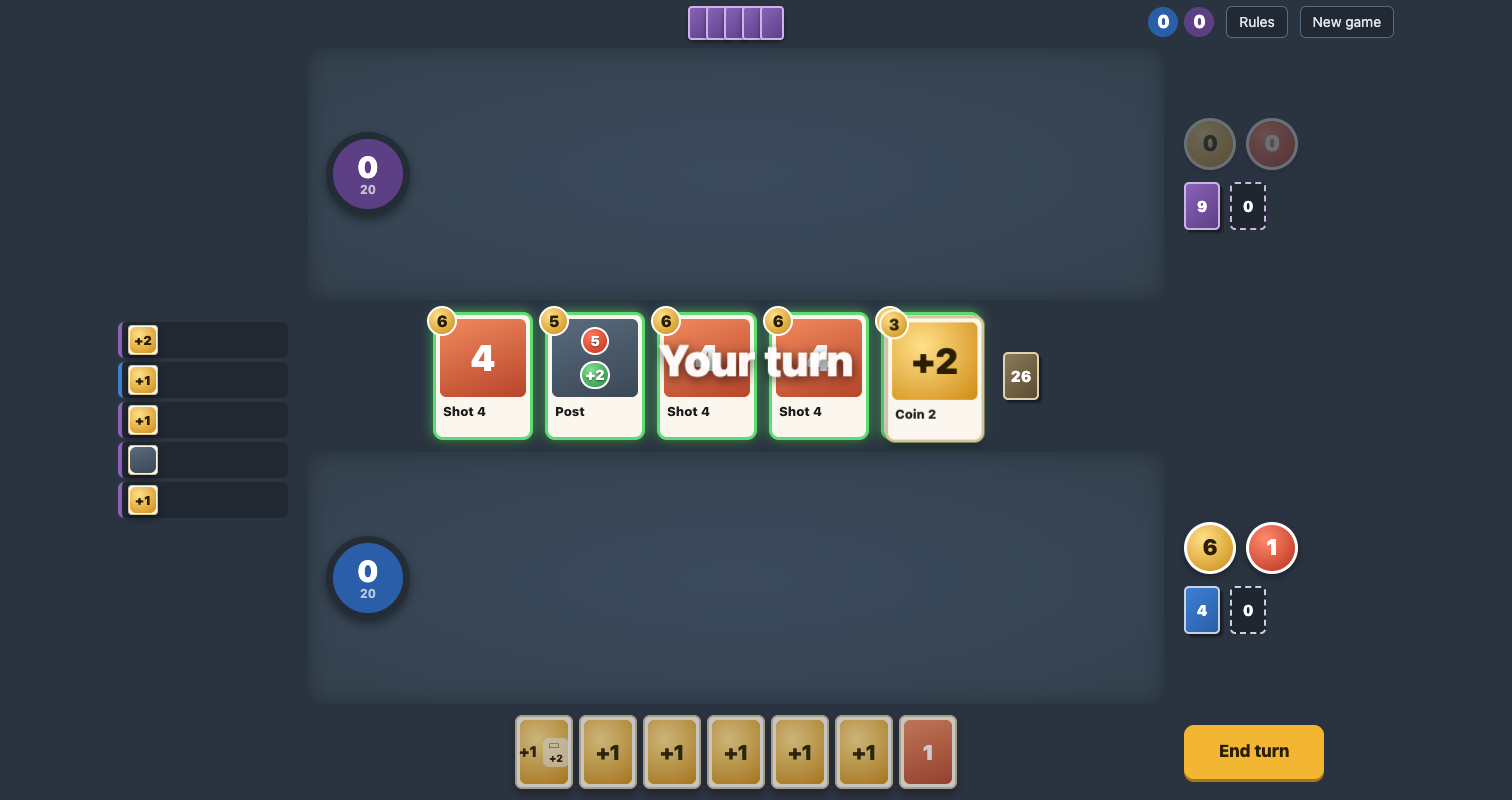 0 0 Rules New game
0
20
0 0
9 0
+2
+1
+1
+1
6 5 6 6 3
4 5 +2 4 4 +2
Your turn
Shot 4 Post Shot 4 Shot 4 Coin 2
26
0
20
6 1
4 0
+1 +2 +1 +1 +1 +1 +1 1
End turn